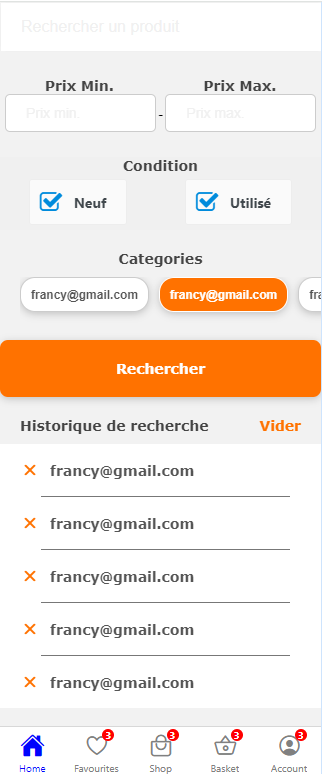 Rechercher un produit
Prix Min. Prix Max.
Prix min. - Prix max.
Condition
Neuf Utilisé
Categories
francy@gmail.com francy@gmail.com fra
Rechercher
Historique de recherche Vider
× francy@gmail.com
× francy@gmail.com
× francy@gmail.com
× francy@gmail.com
× francy@gmail.com
3 3 3 3
Home Favourites Shop Basket Account